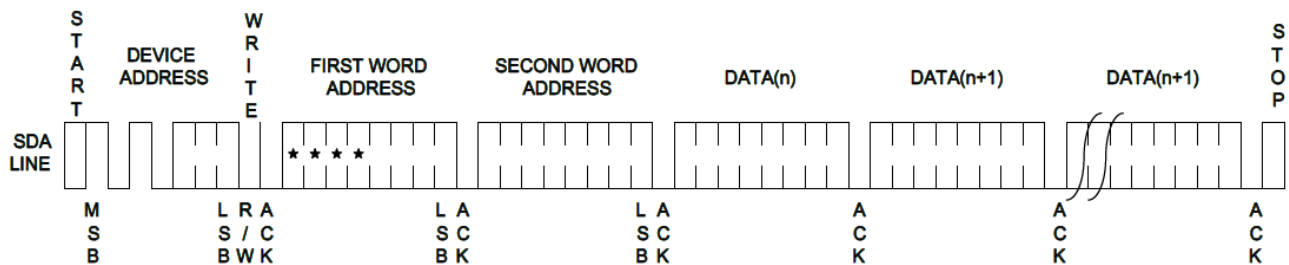 START
DEVICE
ADDRESS
WRITE
FIRST WORD
ADDRESS
SECOND WORD
ADDRESS
DATA(n)
DATA(n+1)
DATA(n+1)
STOP
SDA
LINE
★ ★ ★ ★
MSB
LSB
R/W
ACK
LSB
ACK
LSB
ACK
ACK
ACK
ACK